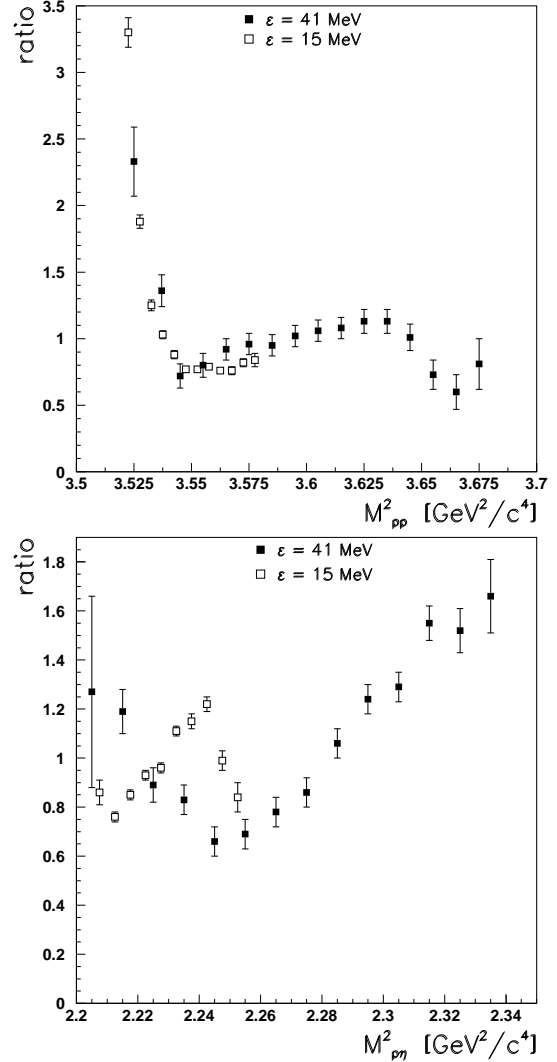 ratio
ε = 41 MeV
ε = 15 MeV
3.5
3
2.5
2
1.5
1
0.5
0
3.5 3.525 3.55 3.575 3.6 3.625 3.65 3.675 3.7
M²pp [GeV²/c⁴]
ratio
ε = 41 MeV
ε = 15 MeV
1.8
1.6
1.4
1.2
1
0.8
0.6
0.4
0.2
0
2.2 2.22 2.24 2.26 2.28 2.3 2.32 2.34
M²pη [GeV²/c⁴]